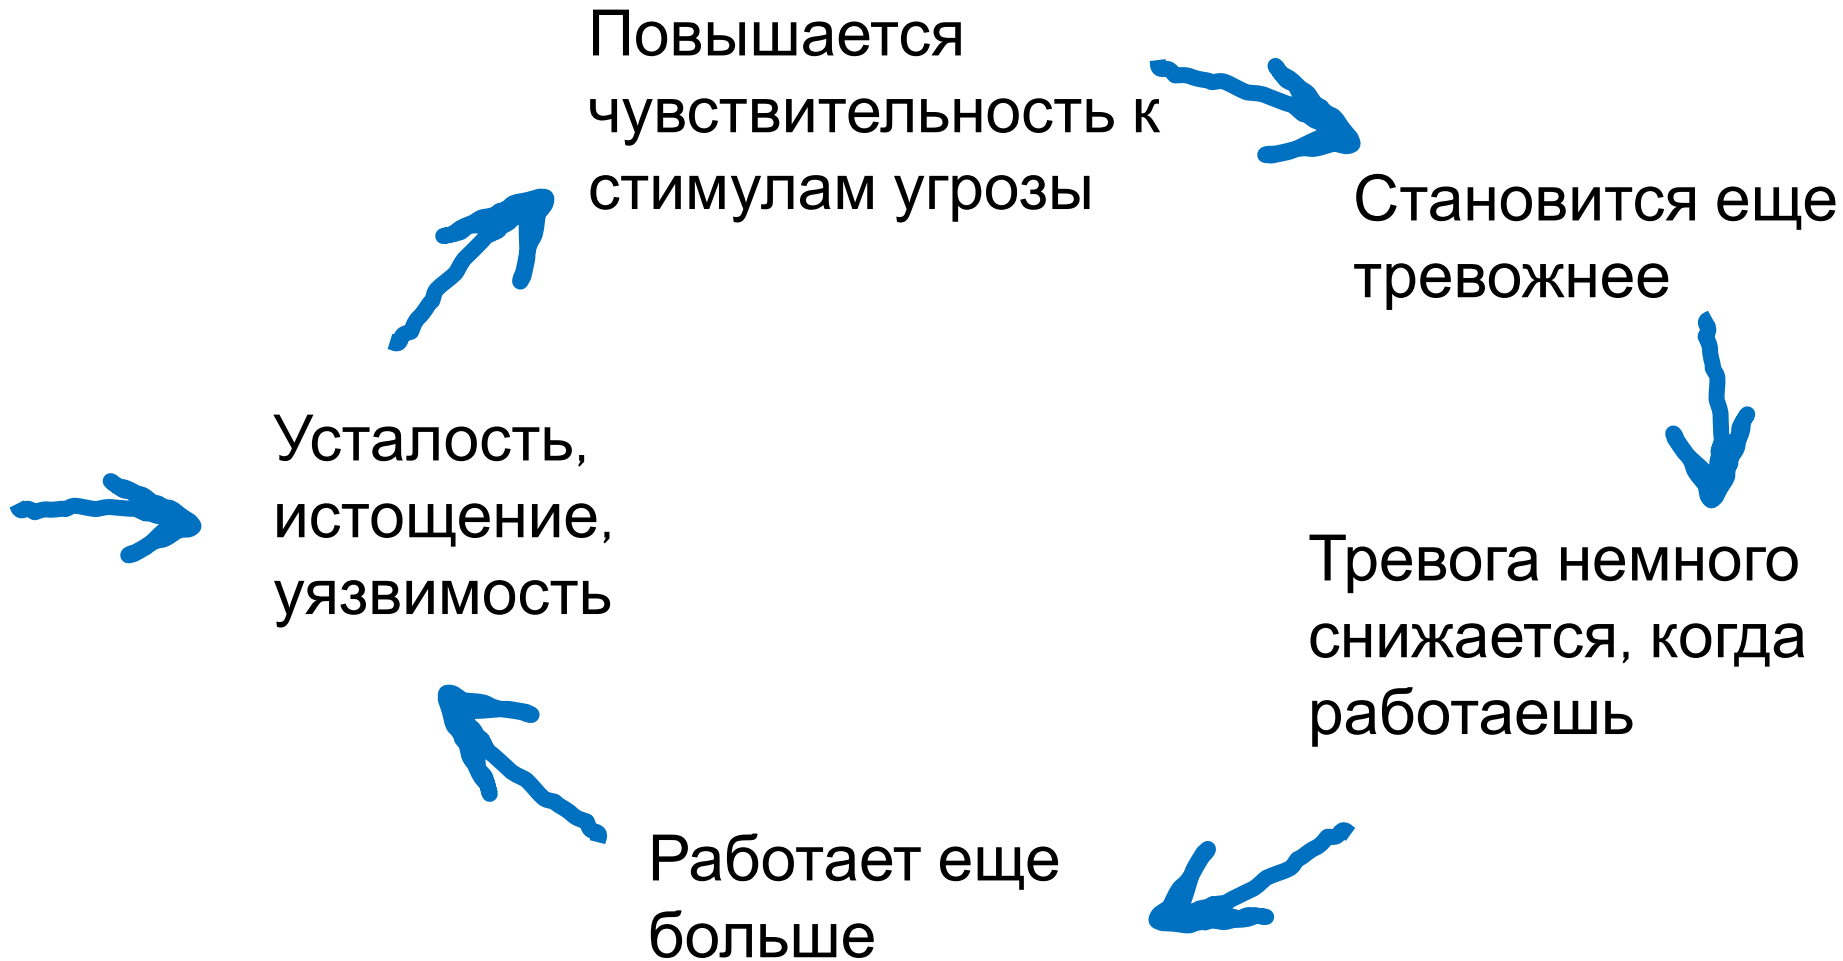 Повышается
чувствительность к
стимулам угрозы
Становится еще
тревожнее
Тревога немного
снижается, когда
работаешь
Работает еще
больше
Усталость,
истощение,
уязвимость